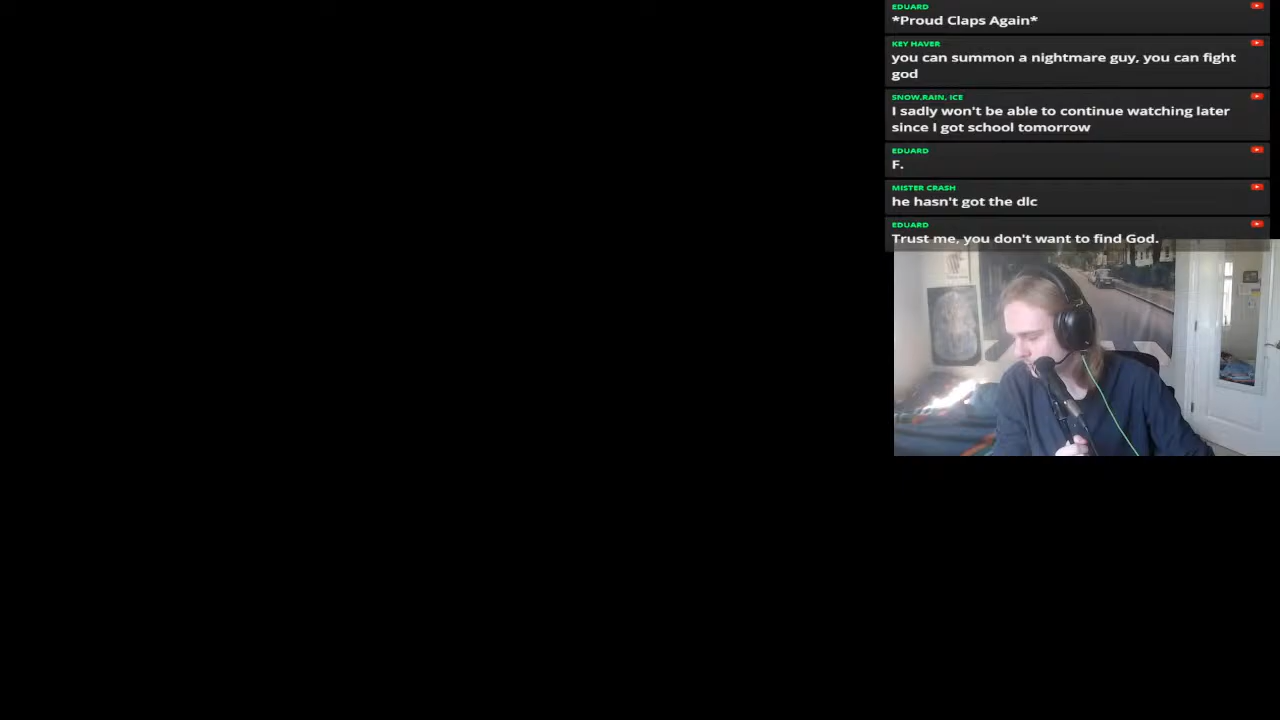 EDUARD
*Proud Claps Again*
KEY HAVER
you can summon a nightmare guy, you can fight
god
SNOW.RAIN, ICE
I sadly won't be able to continue watching later
since I got school tomorrow
EDUARD
F.
MISTER CRASH
he hasn't got the dlc
EDUARD
Trust me, you don't want to find God.